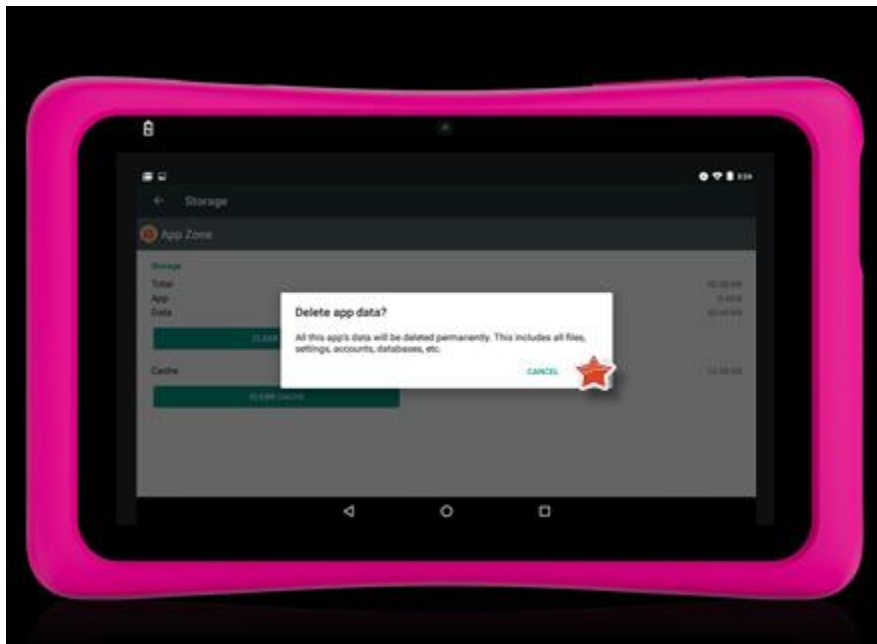 Storage
App Zone
Storage
Total
App
Data
Delete app data?
All this app's data will be deleted permanently. This includes all files,
settings, accounts, databases, etc.
CANCEL
CLEAR
Cache
CLEAR CACHE